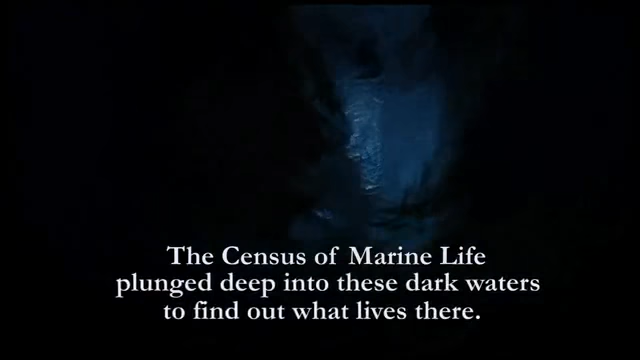 The Census of Marine Life
plunged deep into these dark waters
to find out what lives there.